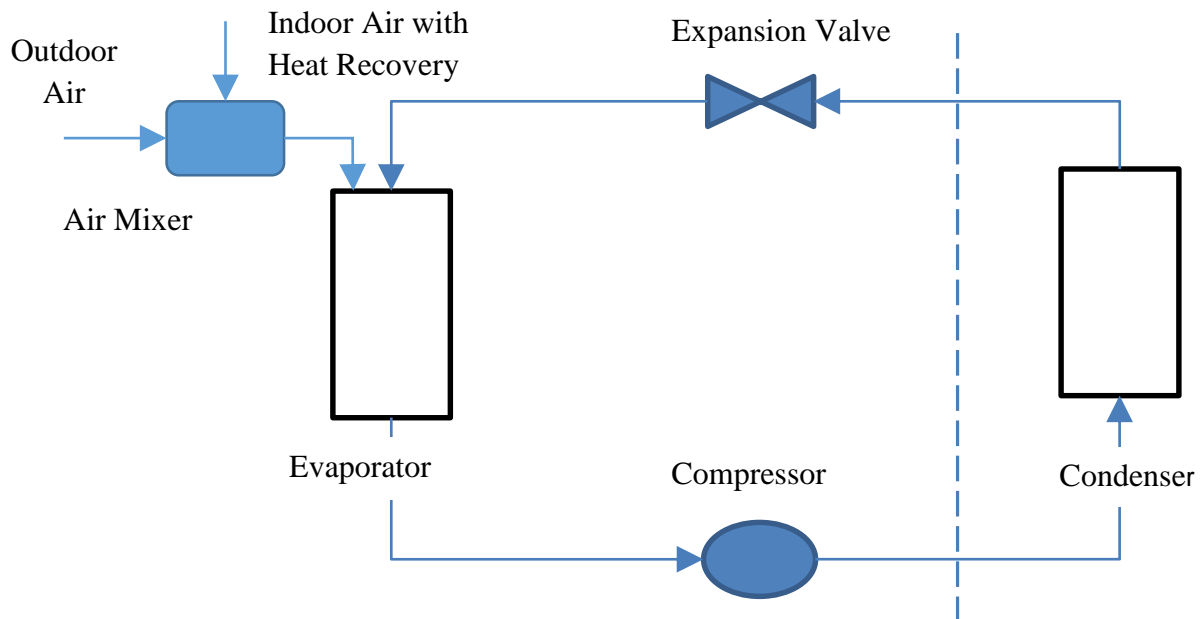 Outdoor
Air
Indoor Air with
Heat Recovery
Expansion Valve
Air Mixer
Evaporator
Compressor
Condenser